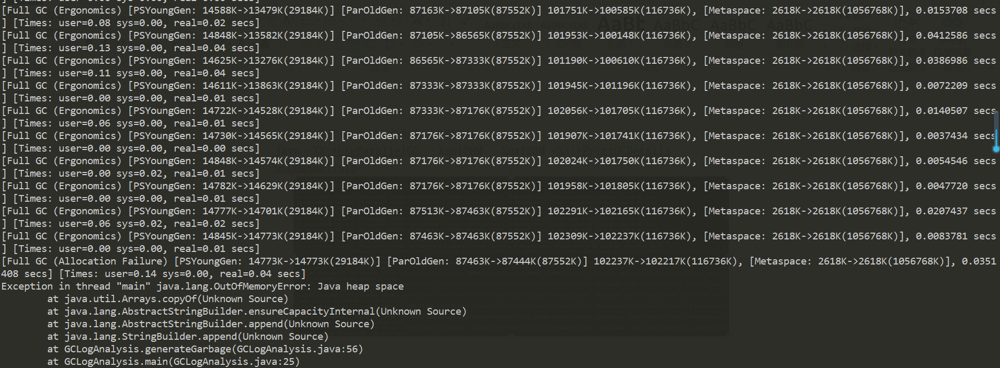 [Full GC (Ergonomics) [PSYoungGen: 14588K->13479K(29184K)] [ParOldGen: 87163K->87105K(87552K)] 101751K->100585K(116736K), [Metaspace: 2618K->2618K(1056768K)], 0.0153708 secs
] [Times: user=0.08 sys=0.00, real=0.02 secs]
[Full GC (Ergonomics) [PSYoungGen: 14848K->13582K(29184K)] [ParOldGen: 87105K->86565K(87552K)] 101953K->100148K(116736K), [Metaspace: 2618K->2618K(1056768K)], 0.0412586 secs
] [Times: user=0.13 sys=0.00, real=0.04 secs]
[Full GC (Ergonomics) [PSYoungGen: 14625K->13276K(29184K)] [ParOldGen: 86565K->87333K(87552K)] 101190K->100610K(116736K), [Metaspace: 2618K->2618K(1056768K)], 0.0386986 secs
] [Times: user=0.11 sys=0.00, real=0.04 secs]
[Full GC (Ergonomics) [PSYoungGen: 14611K->13863K(29184K)] [ParOldGen: 87333K->87333K(87552K)] 101945K->101196K(116736K), [Metaspace: 2618K->2618K(1056768K)], 0.0072209 secs
] [Times: user=0.00 sys=0.00, real=0.01 secs]
[Full GC (Ergonomics) [PSYoungGen: 14722K->14528K(29184K)] [ParOldGen: 87333K->87176K(87552K)] 102056K->101705K(116736K), [Metaspace: 2618K->2618K(1056768K)], 0.0140507 secs
] [Times: user=0.06 sys=0.00, real=0.01 secs]
[Full GC (Ergonomics) [PSYoungGen: 14730K->14565K(29184K)] [ParOldGen: 87176K->87176K(87552K)] 101907K->101741K(116736K), [Metaspace: 2618K->2618K(1056768K)], 0.0037434 secs
] [Times: user=0.00 sys=0.00, real=0.00 secs]
[Full GC (Ergonomics) [PSYoungGen: 14848K->14574K(29184K)] [ParOldGen: 87176K->87176K(87552K)] 102024K->101750K(116736K), [Metaspace: 2618K->2618K(1056768K)], 0.0054546 secs
] [Times: user=0.00 sys=0.02, real=0.01 secs]
[Full GC (Ergonomics) [PSYoungGen: 14782K->14629K(29184K)] [ParOldGen: 87176K->87176K(87552K)] 101958K->101805K(116736K), [Metaspace: 2618K->2618K(1056768K)], 0.0047720 secs
] [Times: user=0.00 sys=0.00, real=0.01 secs]
[Full GC (Ergonomics) [PSYoungGen: 14777K->14701K(29184K)] [ParOldGen: 87513K->87463K(87552K)] 102291K->102165K(116736K), [Metaspace: 2618K->2618K(1056768K)], 0.0207437 secs
] [Times: user=0.06 sys=0.02, real=0.02 secs]
[Full GC (Ergonomics) [PSYoungGen: 14845K->14773K(29184K)] [ParOldGen: 87463K->87463K(87552K)] 102309K->102237K(116736K), [Metaspace: 2618K->2618K(1056768K)], 0.0083781 secs
] [Times: user=0.00 sys=0.00, real=0.01 secs]
[Full GC (Allocation Failure) [PSYoungGen: 14773K->14773K(29184K)] [ParOldGen: 87463K->87444K(87552K)] 102237K->102217K(116736K), [Metaspace: 2618K->2618K(1056768K)], 0.0351
408 secs] [Times: user=0.14 sys=0.00, real=0.04 secs]
Exception in thread "main" java.lang.OutOfMemoryError: Java heap space
        at java.util.Arrays.copyOf(Unknown Source)
        at java.lang.AbstractStringBuilder.ensureCapacityInternal(Unknown Source)
        at java.lang.AbstractStringBuilder.append(Unknown Source)
        at java.lang.StringBuilder.append(Unknown Source)
        at GCLogAnalysis.generateGarbage(GCLogAnalysis.java:56)
        at GCLogAnalysis.main(GCLogAnalysis.java:25)